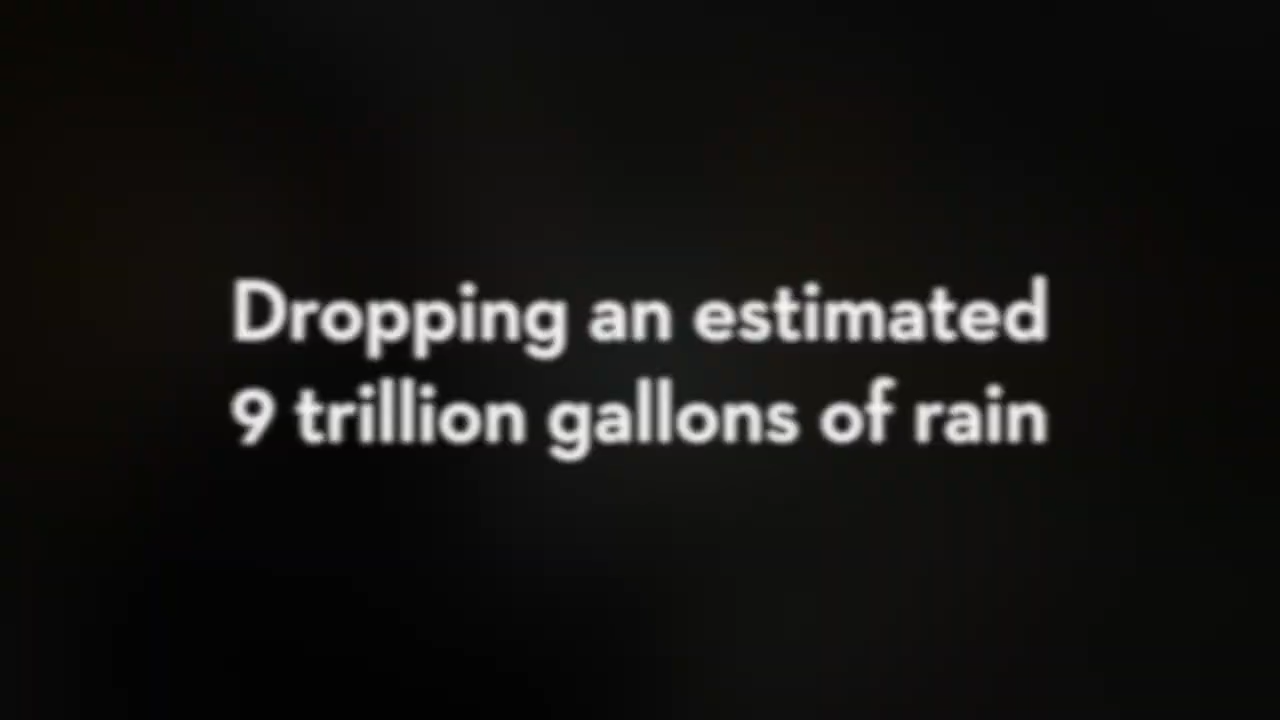 Dropping an estimated
9 trillion gallons of rain